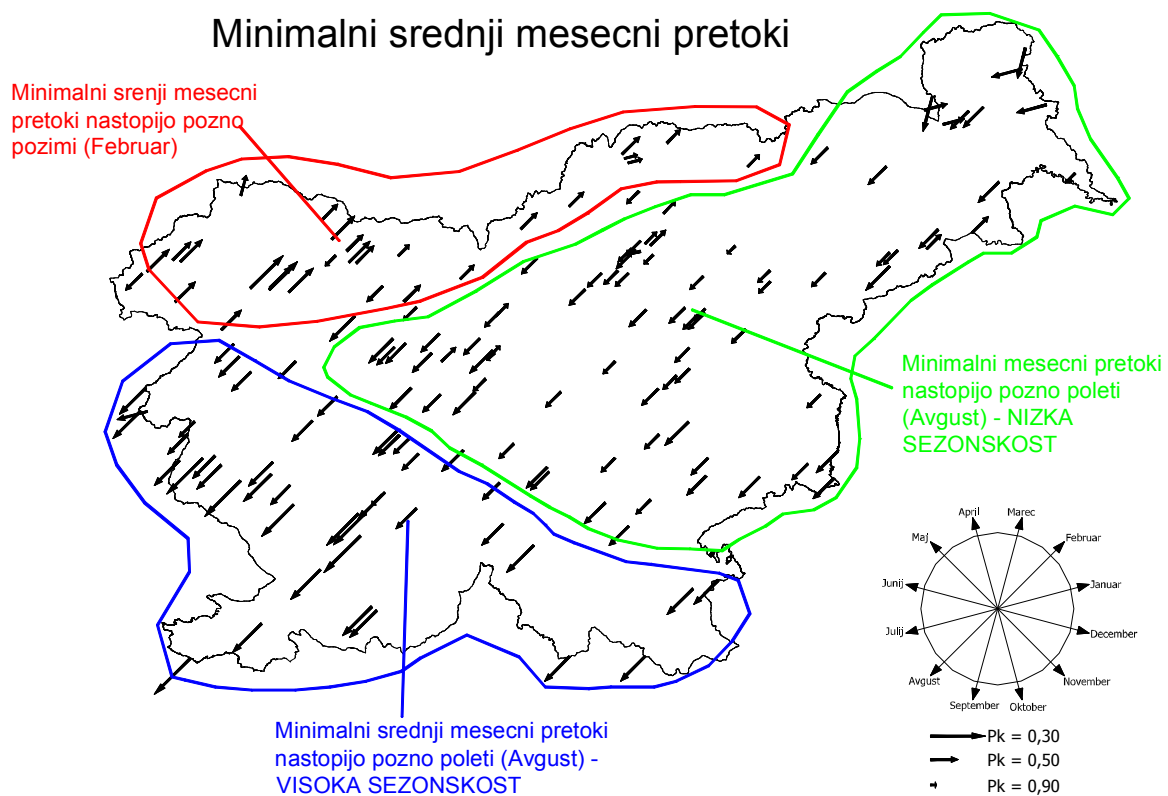 Minimalni srednji mesecni pretoki
Minimalni srenji mesecni
pretoki nastopijo pozno
pozimi (Februar)
Minimalni mesecni pretoki
nastopijo pozno poleti
(Avgust) - NIZKA
SEZONSKOST
Minimalni srednji mesecni pretoki
nastopijo pozno poleti (Avgust) -
VISOKA SEZONSKOST
April
Marec
Maj
Februar
Junij
Januar
Julij
December
Avgust
November
September
Oktober
Pk = 0,30
Pk = 0,50
Pk = 0,90